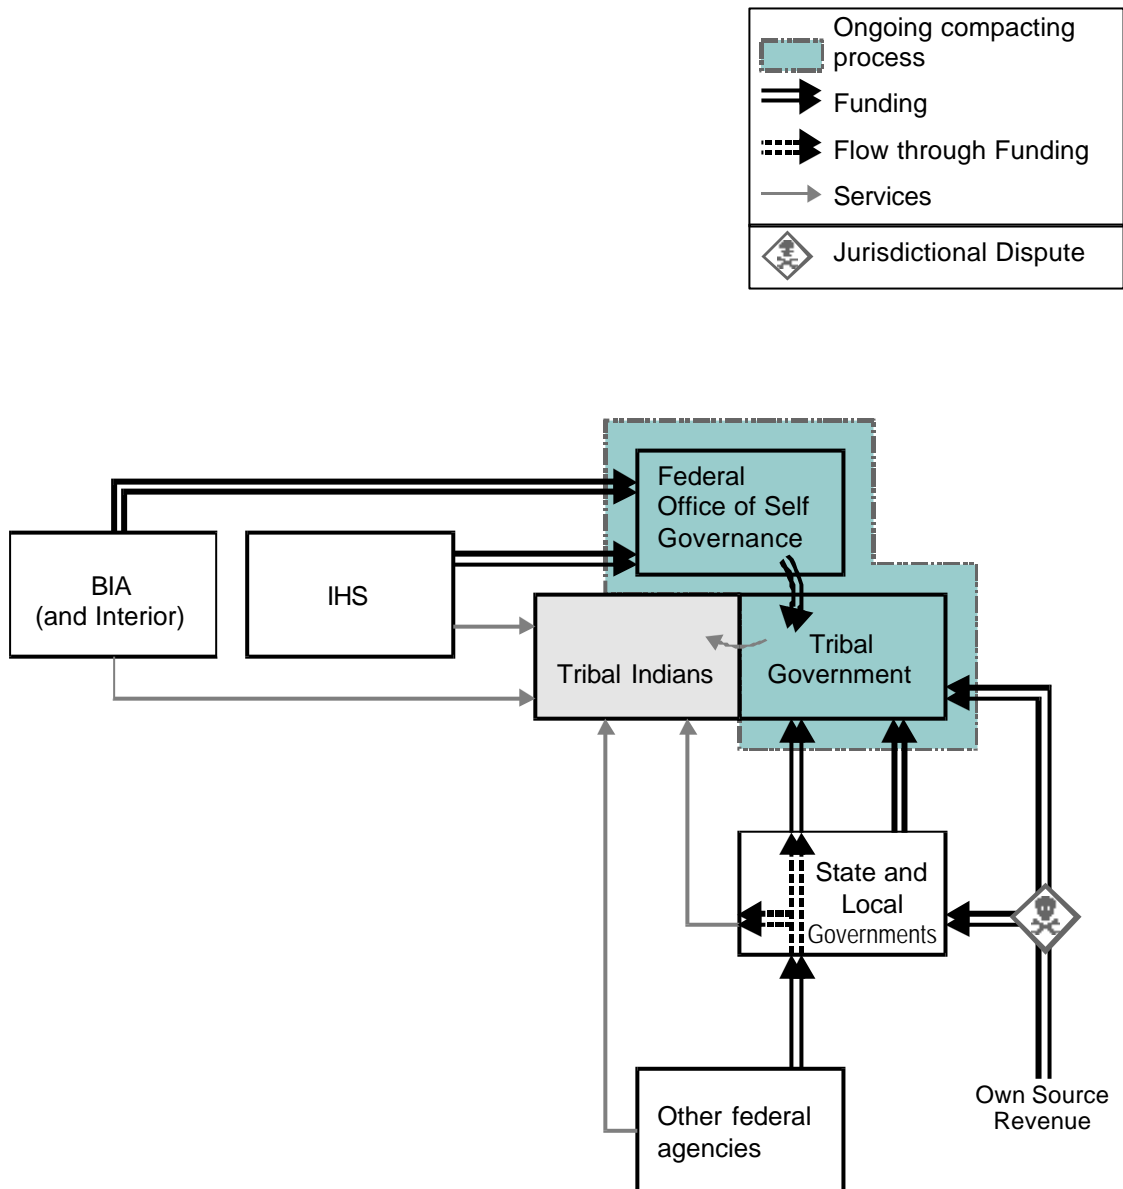 Ongoing compacting
process
Funding
Flow through Funding
Services
Jurisdictional Dispute
Federal
Office of Self
Governance
BIA
(and Interior)
IHS
Tribal Indians
Tribal
Government
State and
Local
Governments
Own Source
Revenue
Other federal
agencies